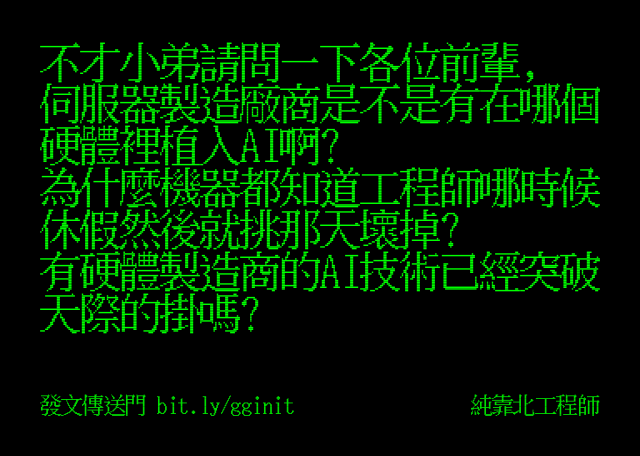 不才小弟請問一下各位前輩,
伺服器製造廠商是不是有在哪個
硬體裡植入AI啊?
為什麼機器都知道工程師哪時候
休假然後就挑那天壞掉?
有硬體製造商的AI技術已經突破
天際的掛嗎?
發文傳送門 bit.ly/gginit
純靠北工程師